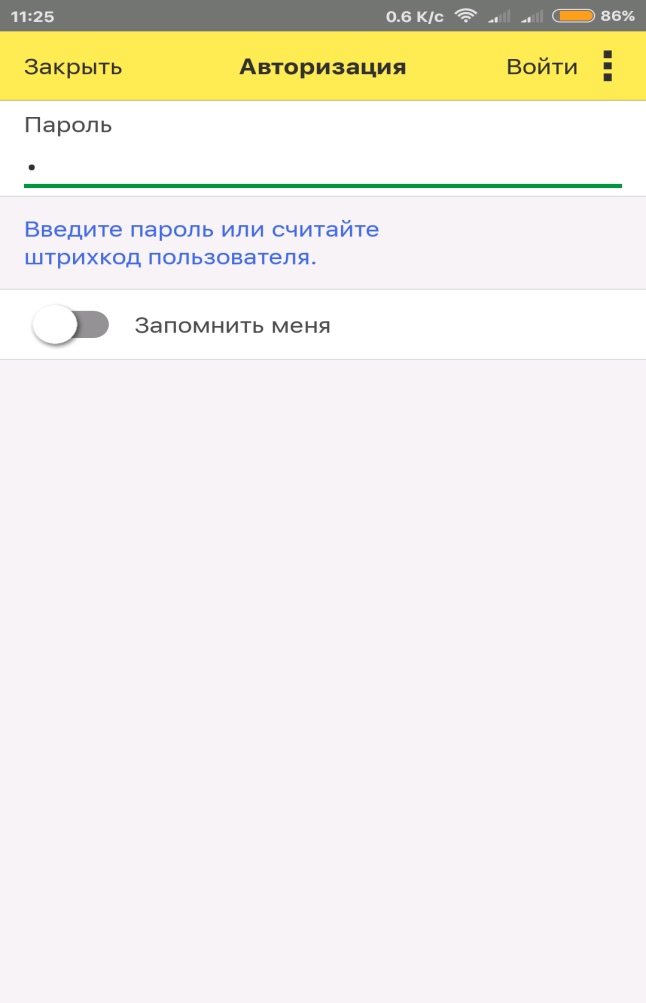 11:25 0.6 К/с 86%
Закрыть Авторизация Войти
Пароль
•
Введите пароль или считайте
штрихкод пользователя.
Запомнить меня